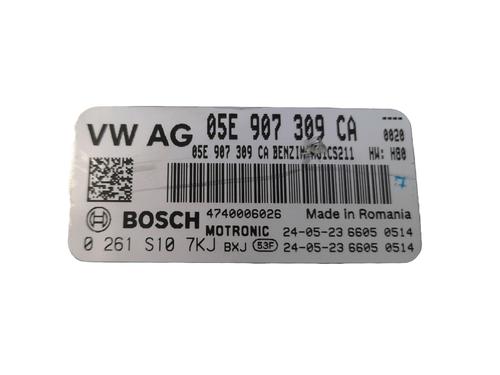 VW AG 05E 907 309 CA ----
0020
05E 907 309 CA BENZIN HW: H80
BOSCH 4740006026 Made in Romania
MOTRONIC 24-05-23 6605 0514
0 261 S10 7KJ BXJ 53F 24-05-23 6605 0514